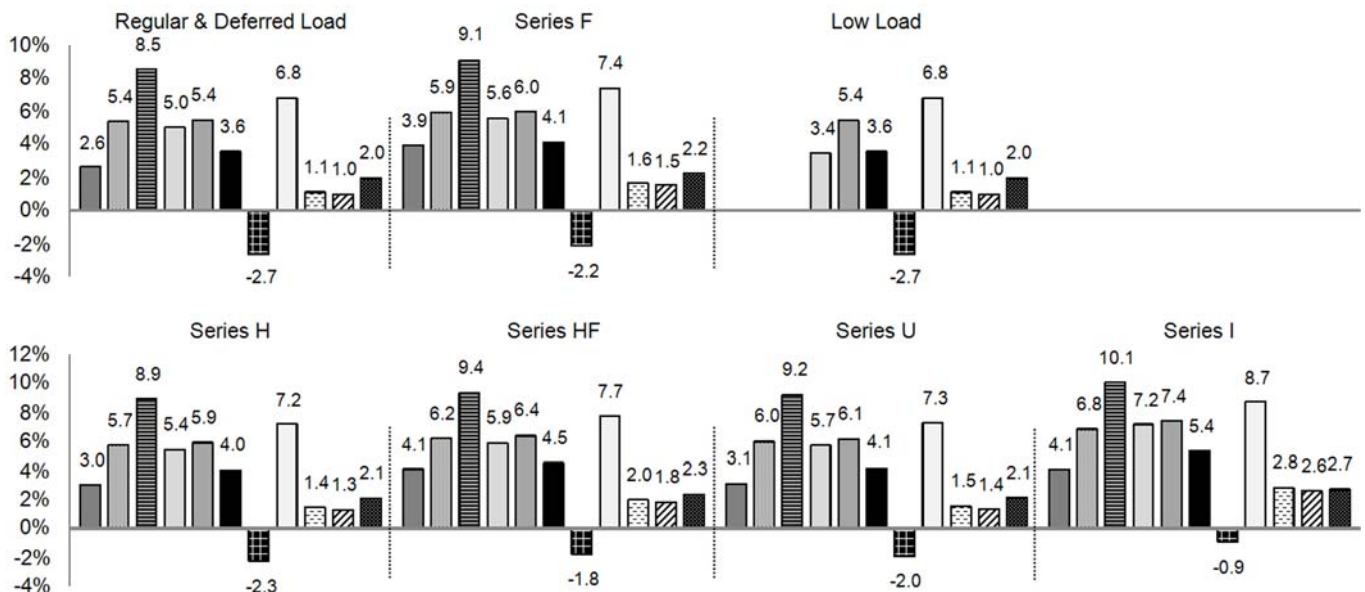 Regular & Deferred Load Series F Low Load
10%
8%
6%
4%
2%
0%
-2%
-4%
2.6 5.4 8.5 5.0 5.4 3.6 -2.7 6.8 1.1 1.0 2.0
3.9 5.9 9.1 5.6 6.0 4.1 -2.2 7.4 1.6 1.5 2.2
3.4 5.4 3.6 -2.7 6.8 1.1 1.0 2.0
Series H Series HF Series U Series I
12%
10%
8%
6%
4%
2%
0%
-2%
-4%
3.0 5.7 8.9 5.4 5.9 4.0 -2.3 7.2 1.4 1.3 2.1
4.1 6.2 9.4 5.9 6.4 4.5 -1.8 7.7 2.0 1.8 2.3
3.1 6.0 9.2 5.7 6.1 4.1 -2.0 7.3 1.5 1.4 2.1
4.1 6.8 10.1 7.2 7.4 5.4 -0.9 8.7 2.8 2.6 2.7